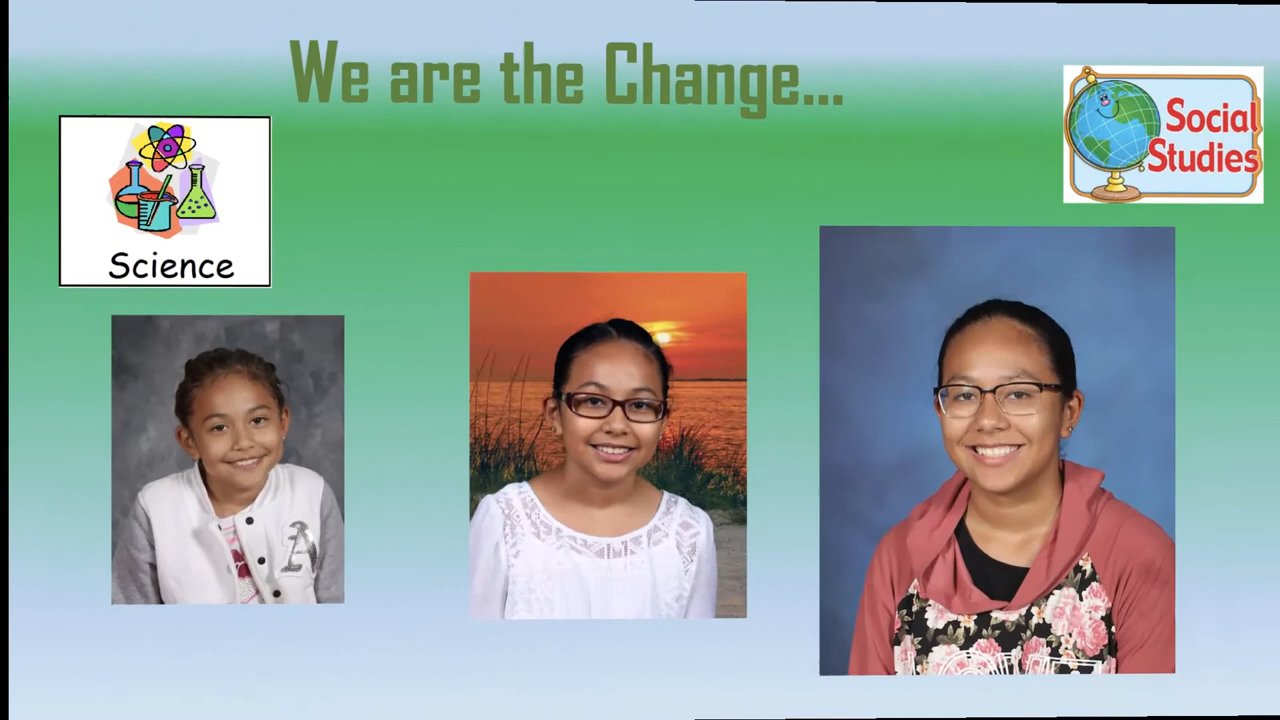 We are the Change...
Social
Studies
Science
A